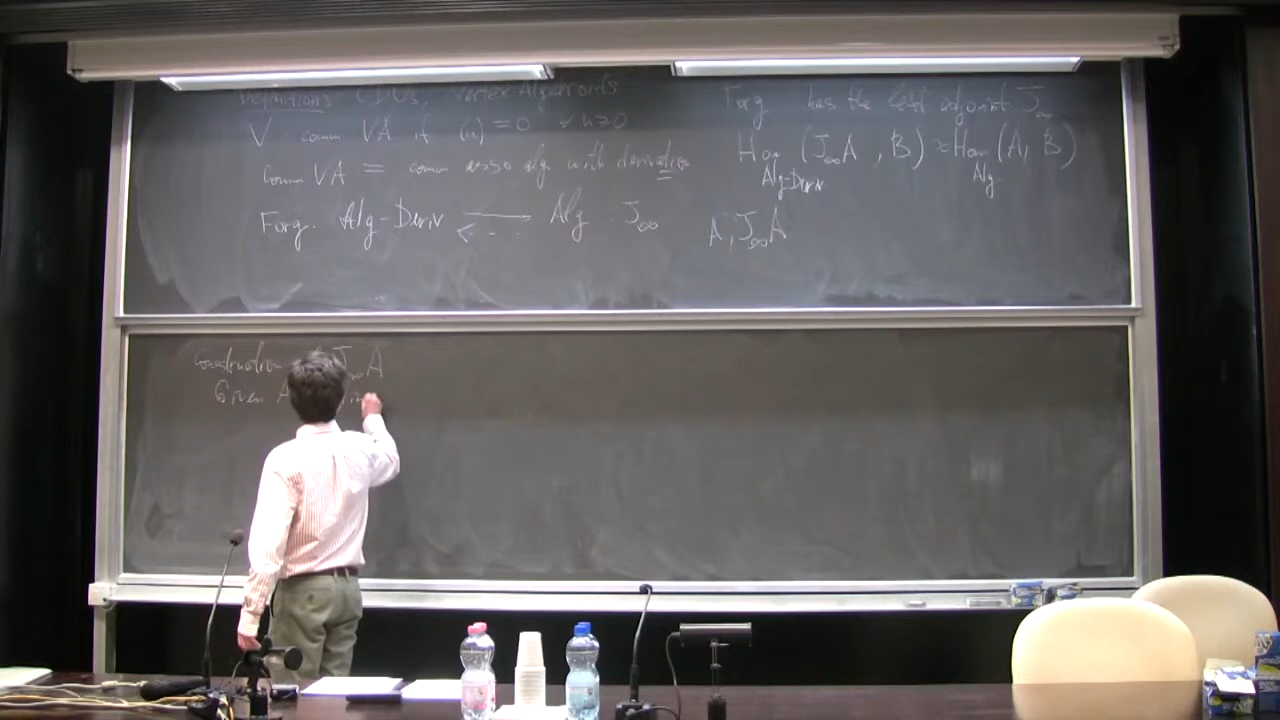 Definitions CDOs, Vertex Algebroids
V comm VA if (n) = 0 ∀ n ≥ 0
Comm VA = comm asso alg with derivation
Forg. Alg-Deriv ⇄ Alg : J∞
Forg has the left adjoint J∞
Hom (J∞A , B) ≈ Hom (A, B)
Alg-Deriv Alg
A, J∞A
Construction J∞A
Given A